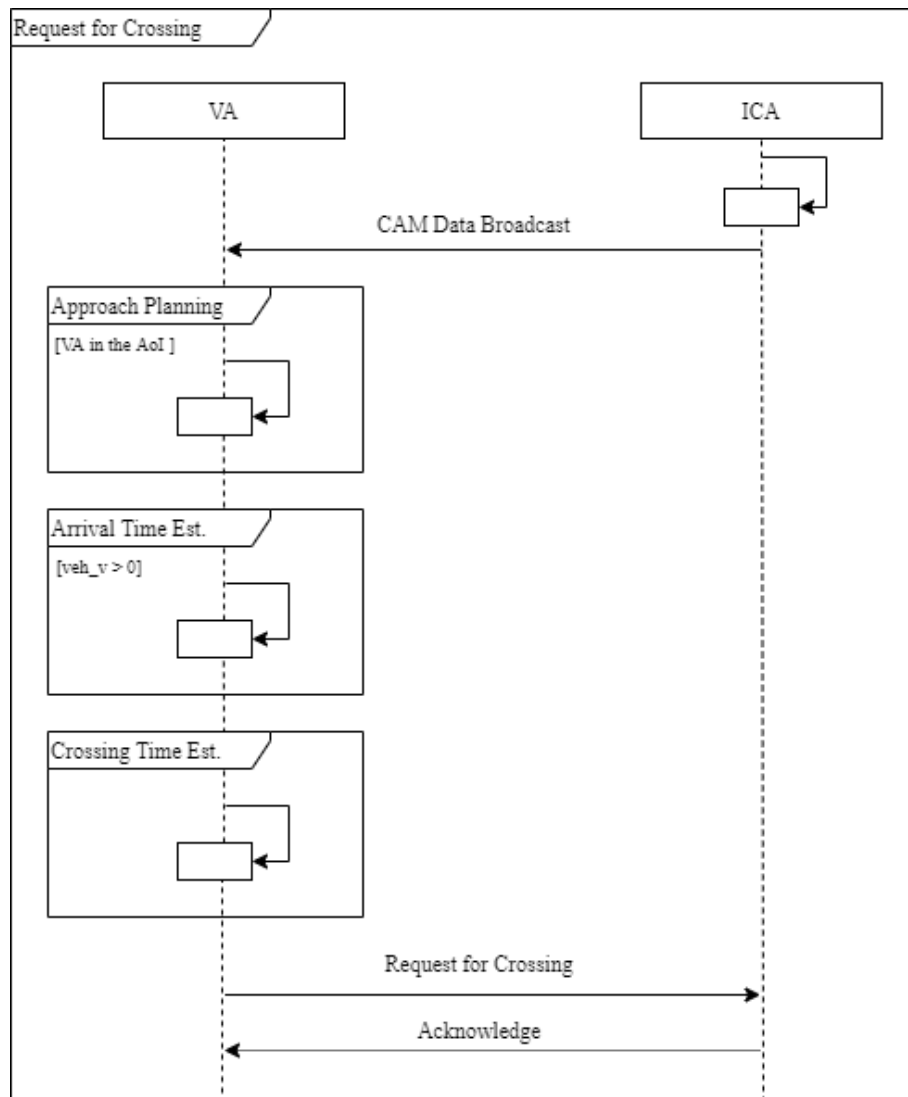 Request for Crossing
VA
ICA
CAM Data Broadcast
Approach Planning
[VA in the AoI ]
Arrival Time Est.
[veh_v > 0]
Crossing Time Est.
Request for Crossing
Acknowledge